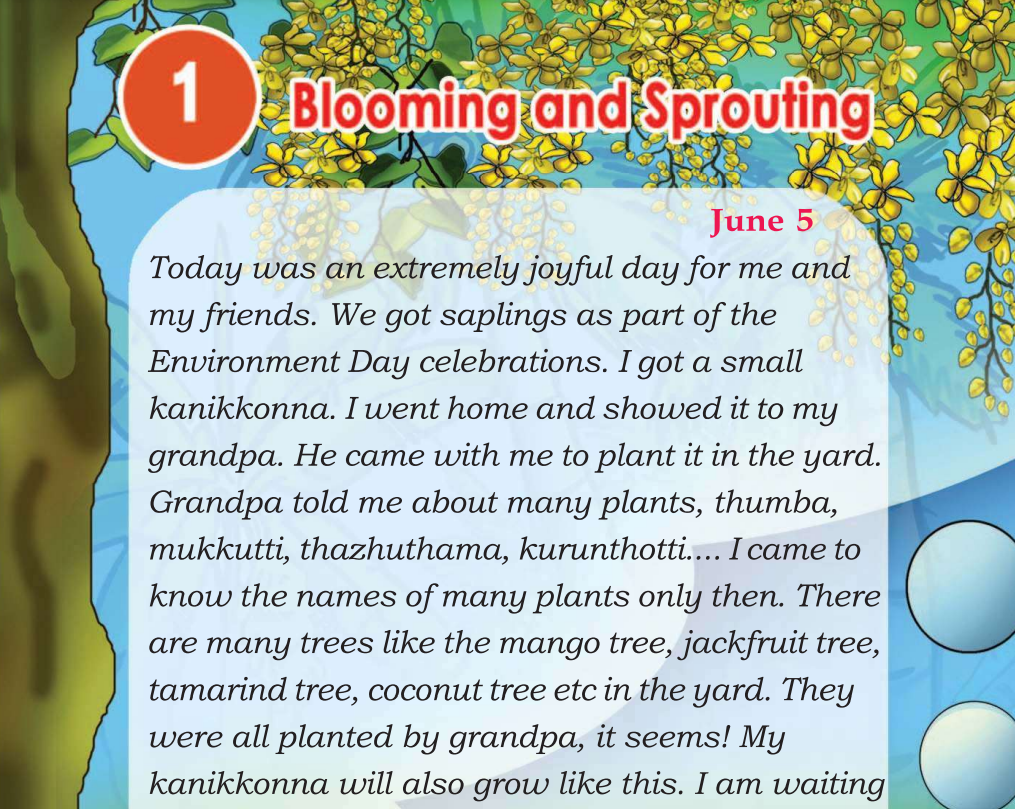 1
Blooming and Sprouting
June 5
Today was an extremely joyful day for me and
my friends. We got saplings as part of the
Environment Day celebrations. I got a small
kanikkonna. I went home and showed it to my
grandpa. He came with me to plant it in the yard.
Grandpa told me about many plants, thumba,
mukkutti, thazhuthama, kurunthotti.... I came to
know the names of many plants only then. There
are many trees like the mango tree, jackfruit tree,
tamarind tree, coconut tree etc in the yard. They
were all planted by grandpa, it seems! My
kanikkonna will also grow like this. I am waiting